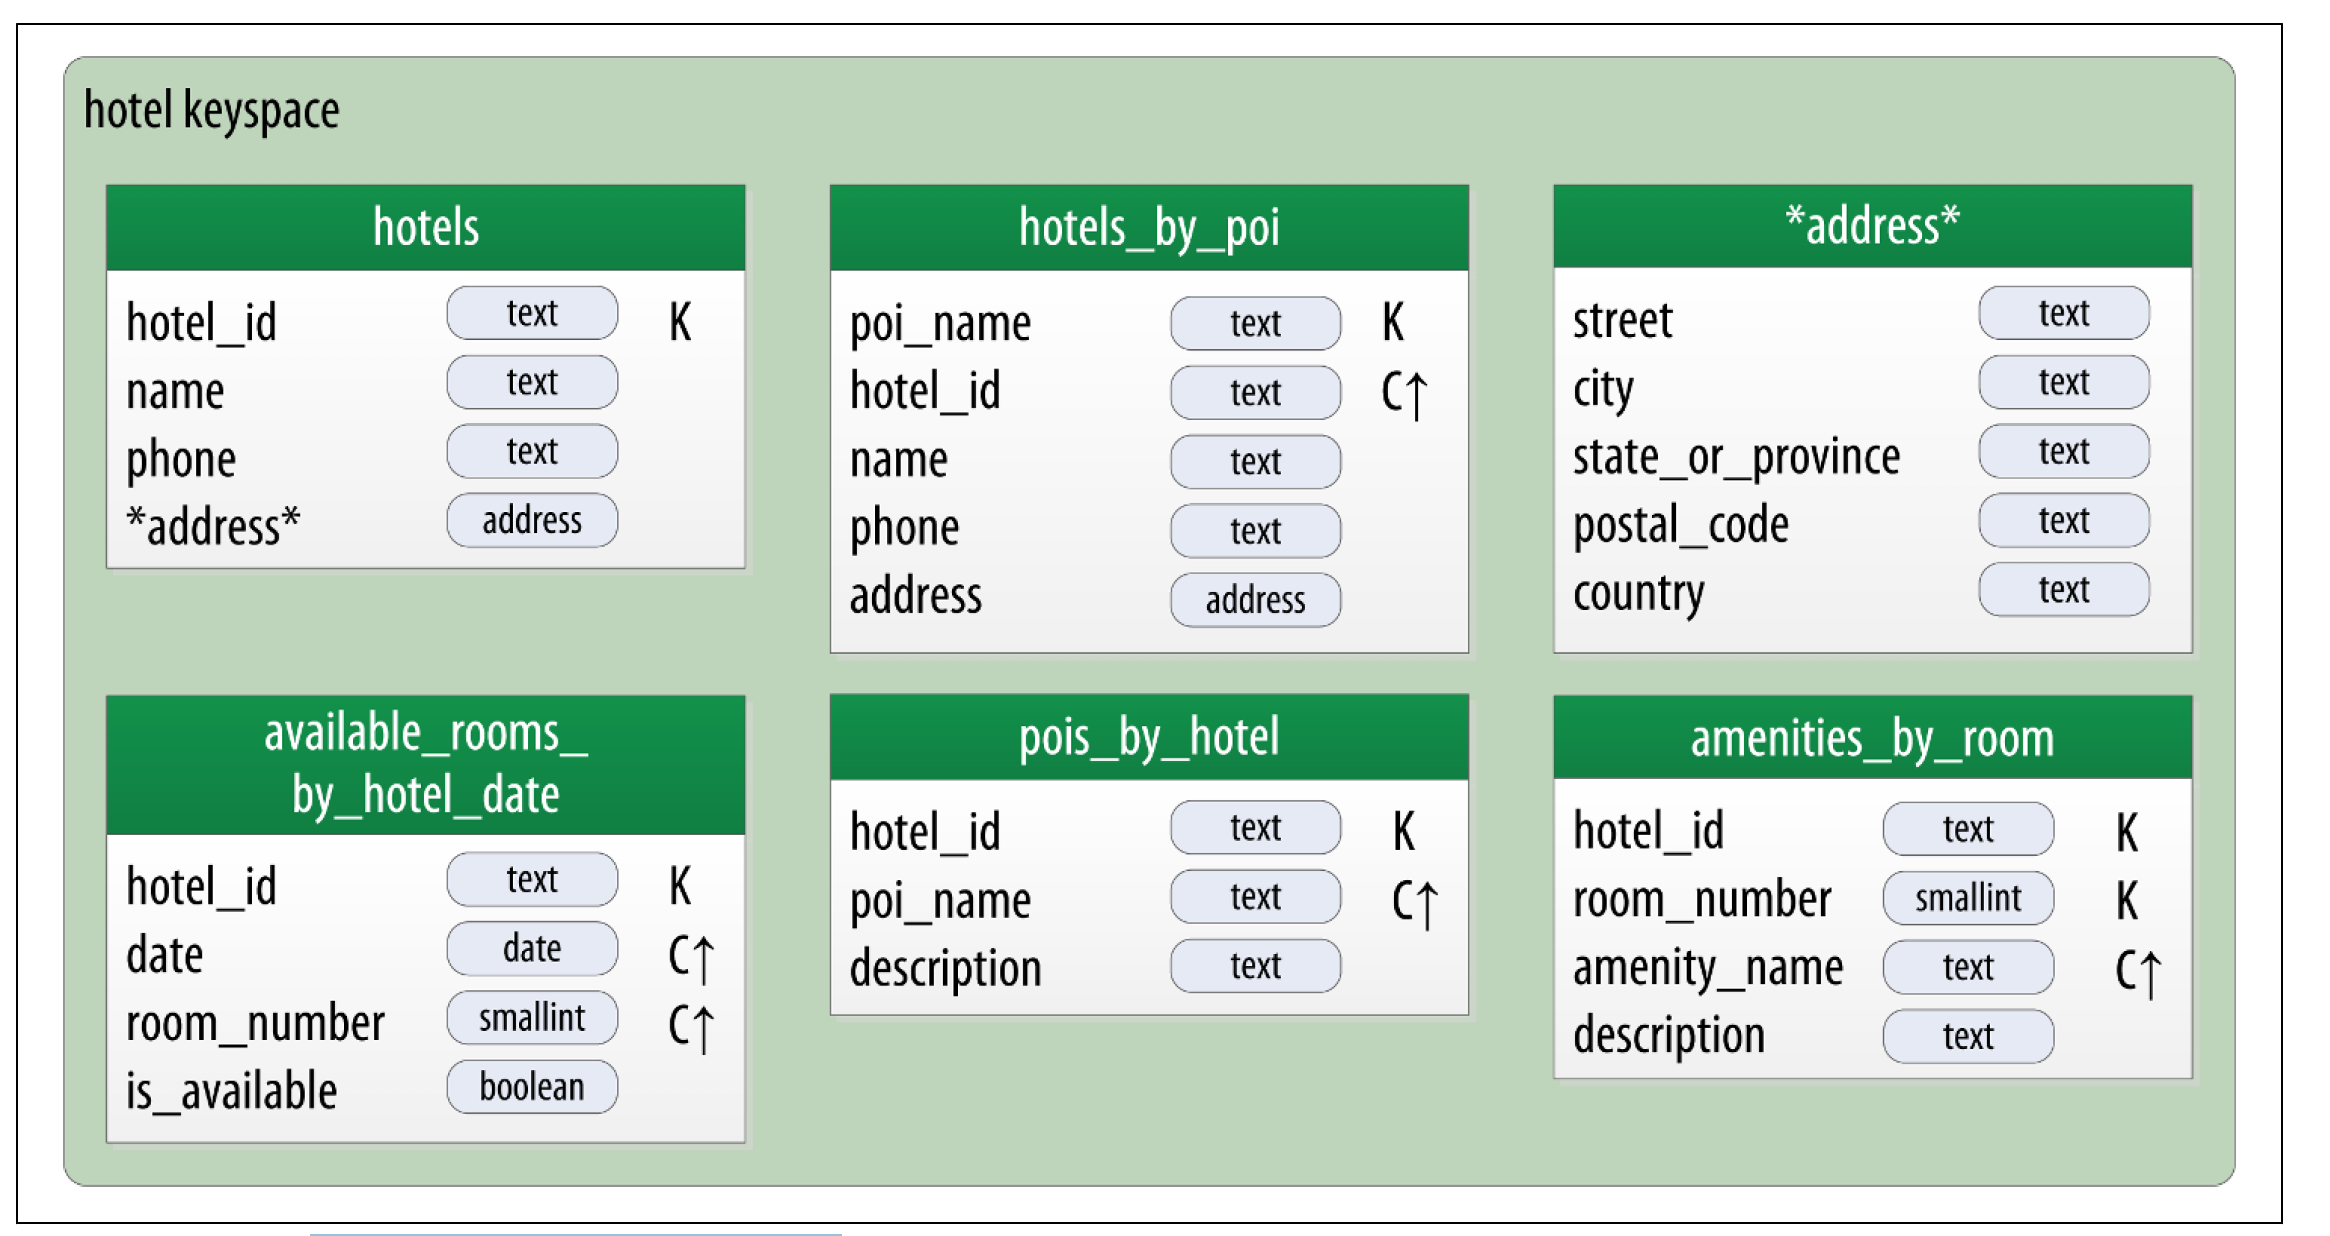 hotel keyspace
hotels
hotel_id text K
name text
phone text
*address* address
hotels_by_poi
poi_name text K
hotel_id text C↑
name text
phone text
address address
*address*
street text
city text
state_or_province text
postal_code text
country text
available_rooms_
by_hotel_date
hotel_id text K
date date C↑
room_number smallint C↑
is_available boolean
pois_by_hotel
hotel_id text K
poi_name text C↑
description text
amenities_by_room
hotel_id text K
room_number smallint K
amenity_name text C↑
description text